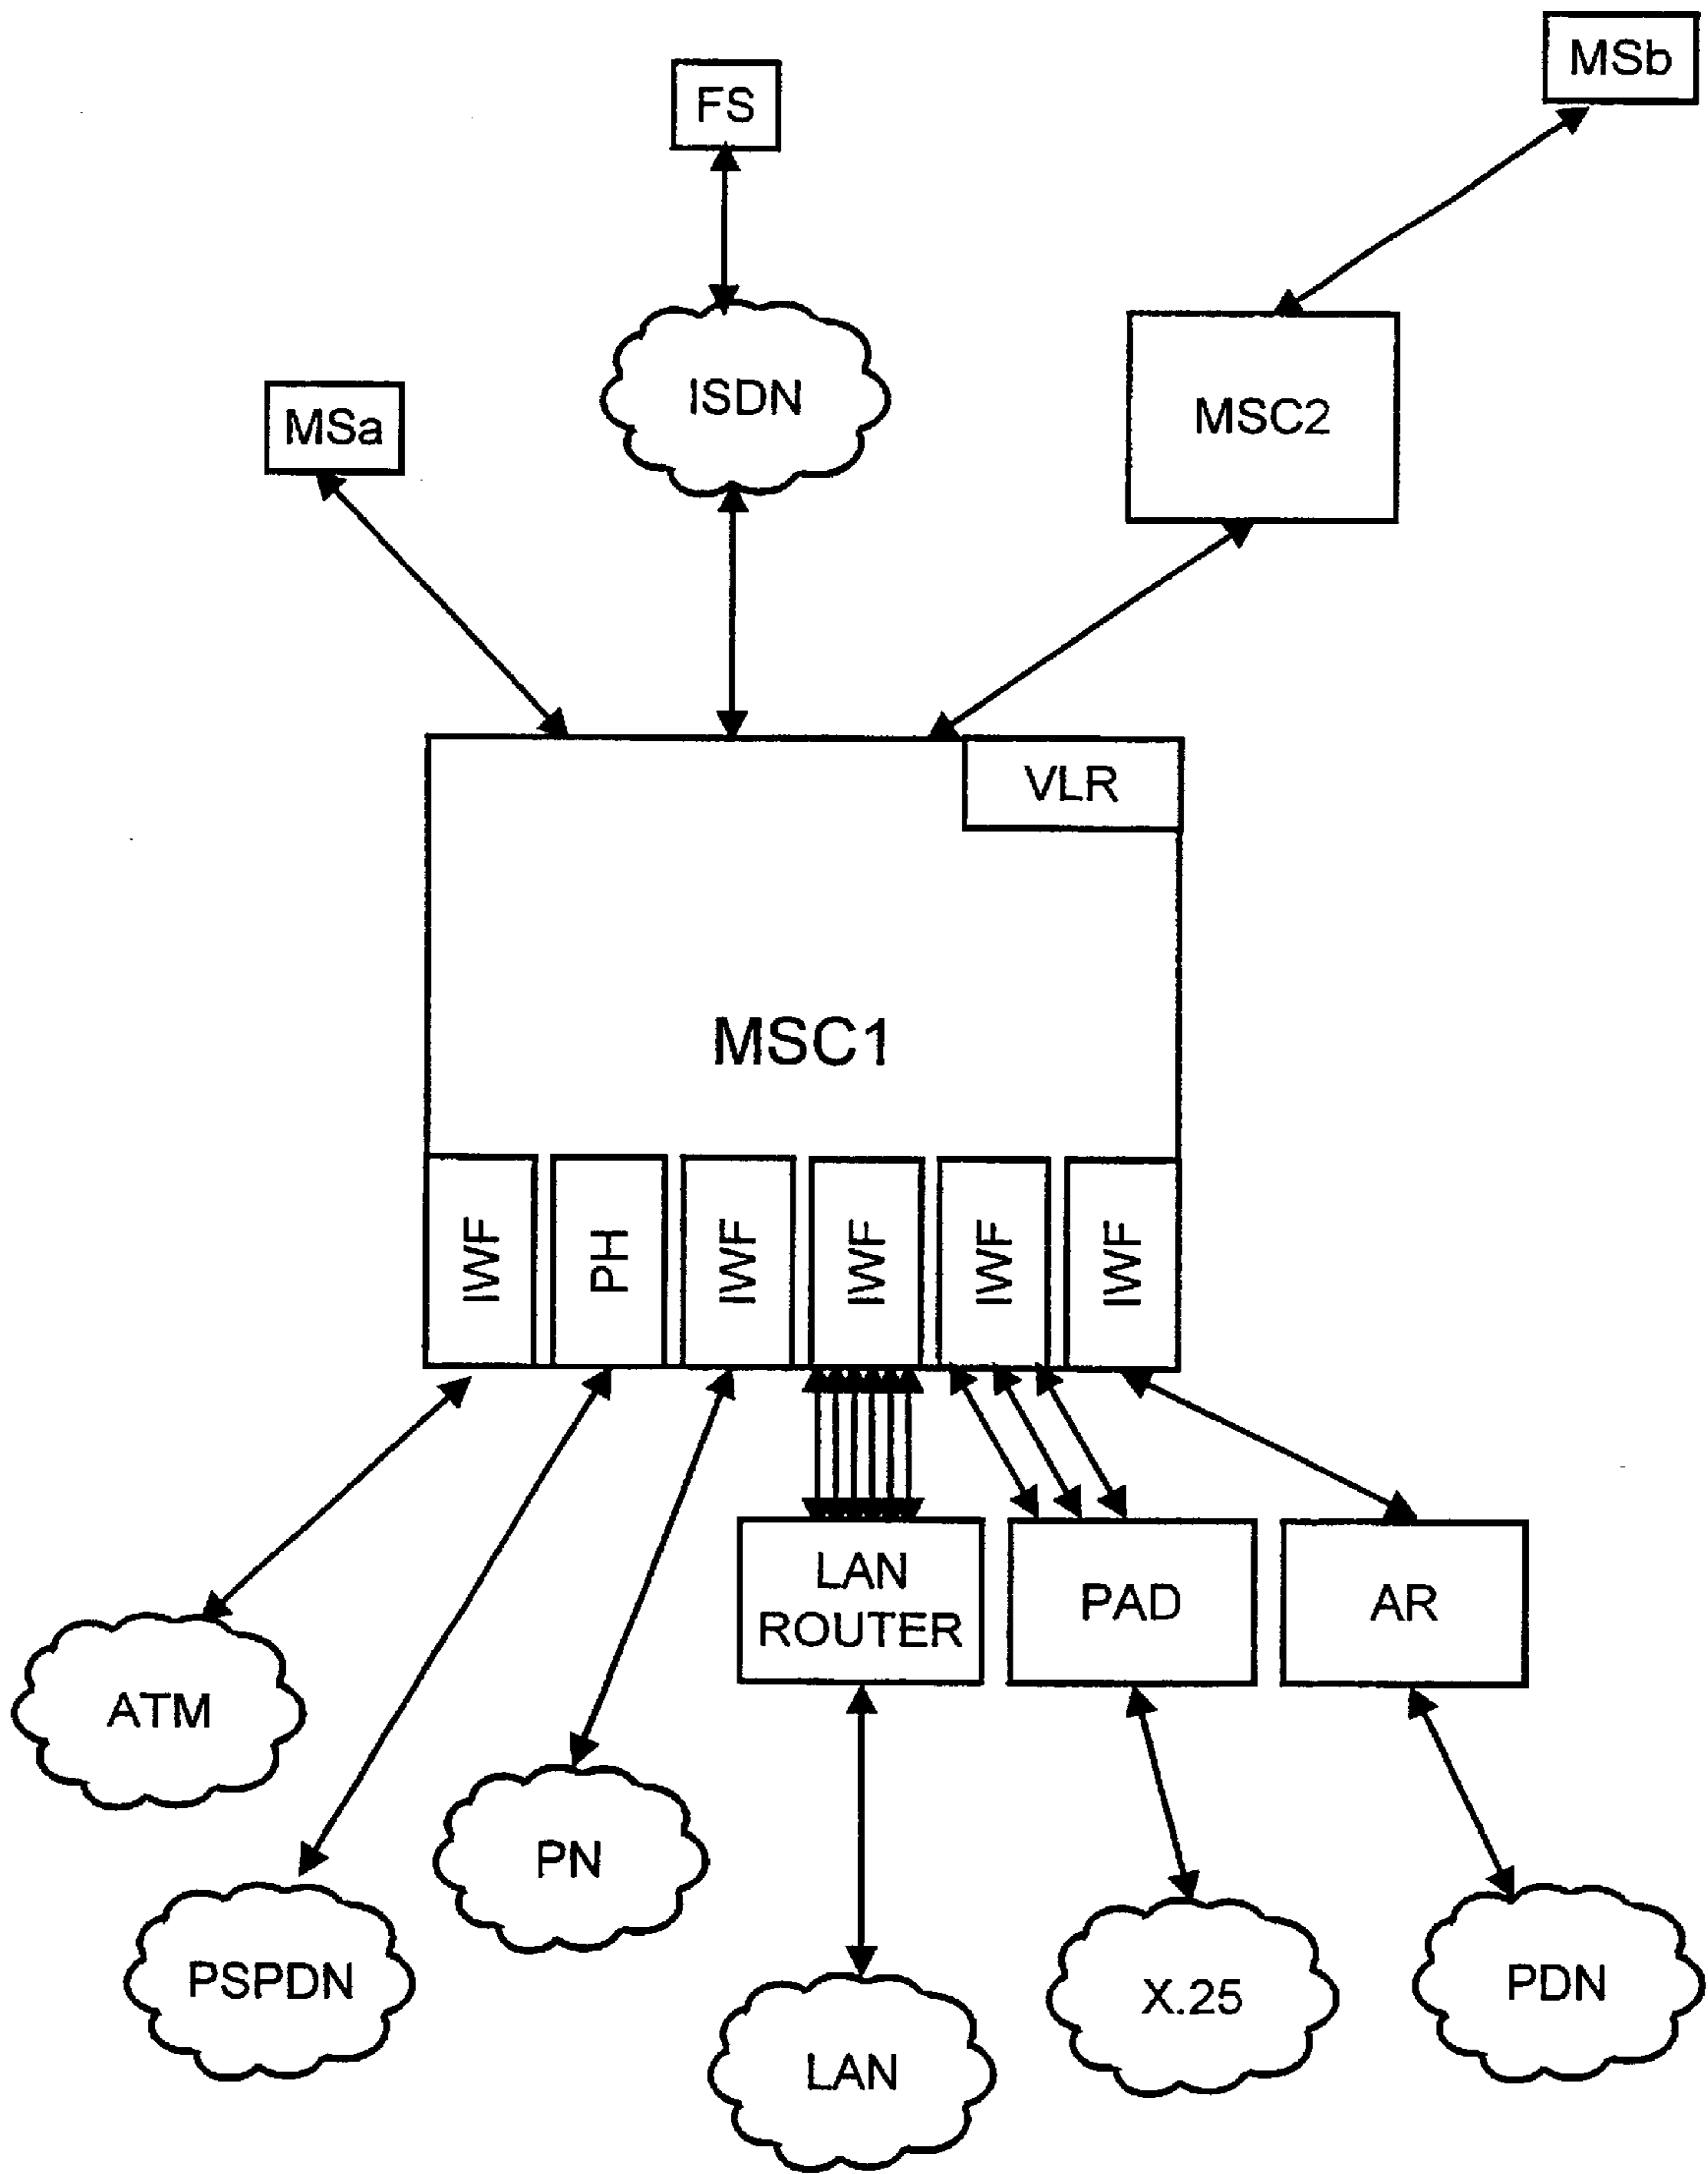 MSb
FS
ISDN
MSC2
MSa
VLR
MSC1
IWF
PH
IWF
IWF
IWF
IWF
LAN
ROUTER
PAD
AR
ATM
PN
PSPDN
LAN
X.25
PDN